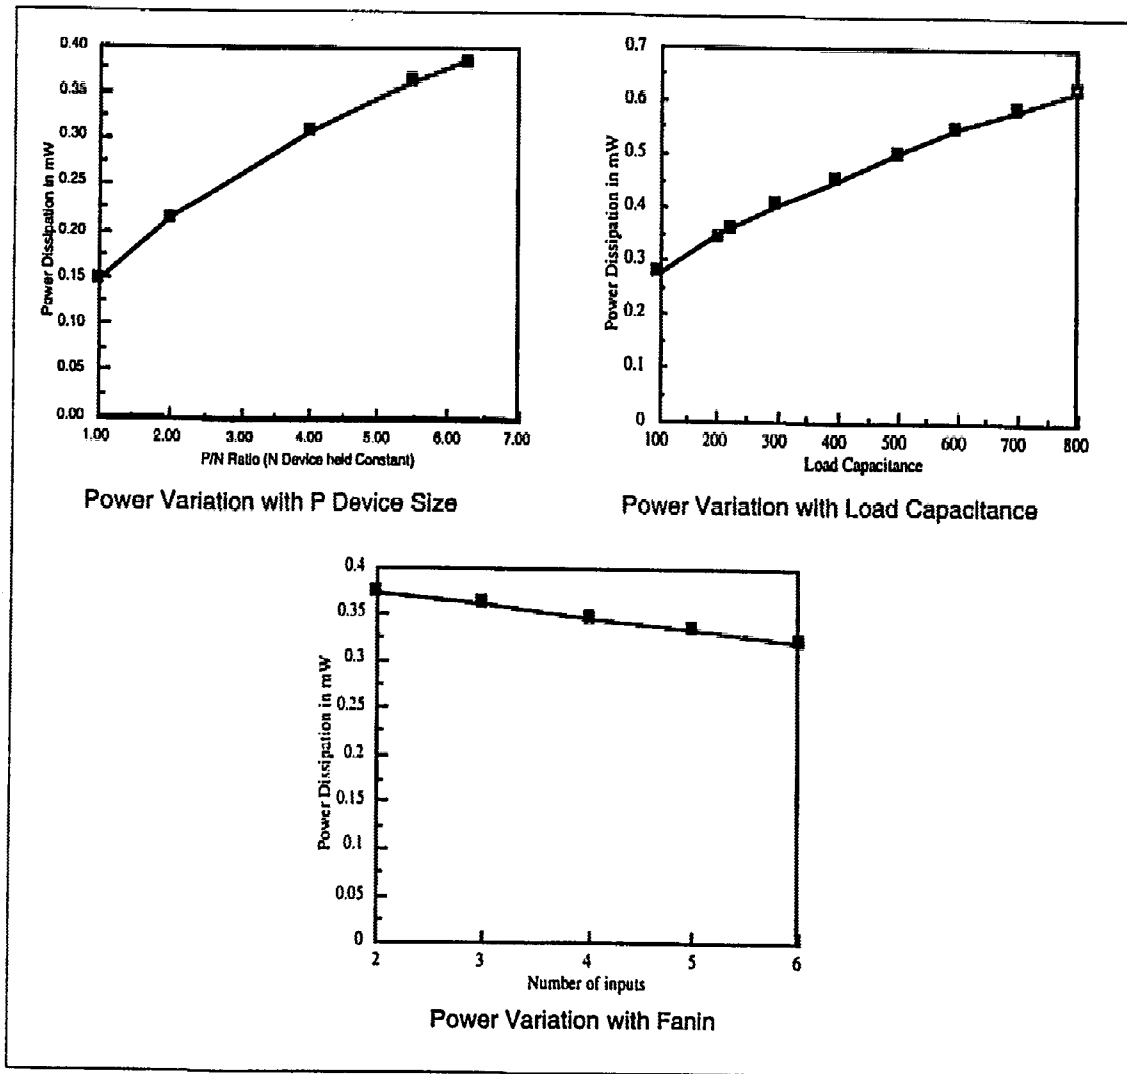 0.40
0.35
0.30
0.25
0.20
0.15
0.10
0.05
0.00
Power Dissipation in mW
1.00 2.00 3.00 4.00 5.00 6.00 7.00
P/N Ratio (N Device held Constant)
Power Variation with P Device Size
0.7
0.6
0.5
0.4
0.3
0.2
0.1
0
Power Dissipation in mW
100 200 300 400 500 600 700 800
Load Capacitance
Power Variation with Load Capacitance
0.4
0.35
0.3
0.25
0.2
0.15
0.1
0.05
0
Power Dissipation in mW
2 3 4 5 6
Number of inputs
Power Variation with Fanin